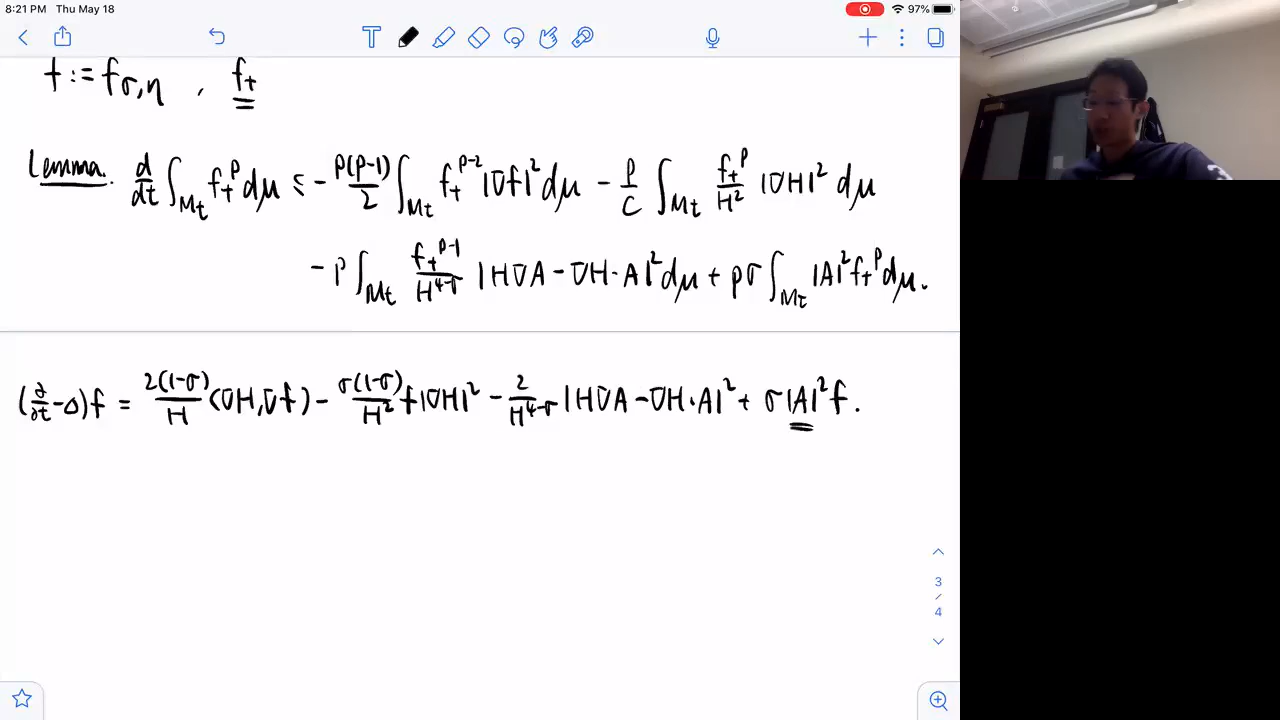 8:21 PM Thu May 18 97%
f := f_{σ,η} , f_+
Lemma. d/dt ∫_{M_t} f_+^p dμ ≤ - p(p-1)/2 ∫_{M_t} f_+^{p-2} |∇f|^2 dμ - p/C ∫_{M_t} f_+^p/H^2 |∇H|^2 dμ
- p ∫_{M_t} f_+^{p-1}/H^{4-σ} |H∇A - ∇H·A|^2 dμ + pσ ∫_{M_t} |A|^2 f_+^p dμ.
(∂/∂t - Δ) f = 2(1-σ)/H ⟨∇H, ∇f⟩ - σ(1-σ)/H^2 f|∇H|^2 - 2/H^{4-σ} |H∇A - ∇H·A|^2 + σ|A|^2 f.
3
/
4